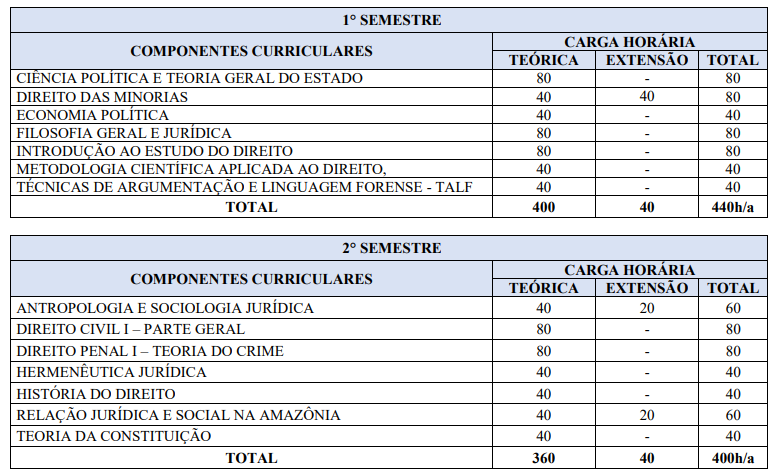 1° SEMESTRE
COMPONENTES CURRICULARES CARGA HORÁRIA
TEÓRICA EXTENSÃO TOTAL
CIÊNCIA POLÍTICA E TEORIA GERAL DO ESTADO 80 - 80
DIREITO DAS MINORIAS 40 40 80
ECONOMIA POLÍTICA 40 - 40
FILOSOFIA GERAL E JURÍDICA 80 - 80
INTRODUÇÃO AO ESTUDO DO DIREITO 80 - 80
METODOLOGIA CIENTÍFICA APLICADA AO DIREITO, 40 - 40
TÉCNICAS DE ARGUMENTAÇÃO E LINGUAGEM FORENSE - TALF 40 - 40
TOTAL 400 40 440h/a
2° SEMESTRE
COMPONENTES CURRICULARES CARGA HORÁRIA
TEÓRICA EXTENSÃO TOTAL
ANTROPOLOGIA E SOCIOLOGIA JURÍDICA 40 20 60
DIREITO CIVIL I – PARTE GERAL 80 - 80
DIREITO PENAL I – TEORIA DO CRIME 80 - 80
HERMENÊUTICA JURÍDICA 40 - 40
HISTÓRIA DO DIREITO 40 - 40
RELAÇÃO JURÍDICA E SOCIAL NA AMAZÔNIA 40 20 60
TEORIA DA CONSTITUIÇÃO 40 - 40
TOTAL 360 40 400h/a